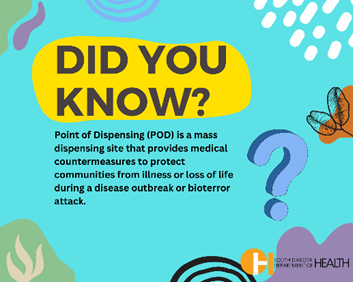 DID YOU
KNOW?
Point of Dispensing (POD) is a mass
dispensing site that provides medical
countermeasures to protect
communities from illness or loss of life
during a disease outbreak or bioterror
attack.
SOUTH DAKOTA
DEPARTMENT OF HEALTH